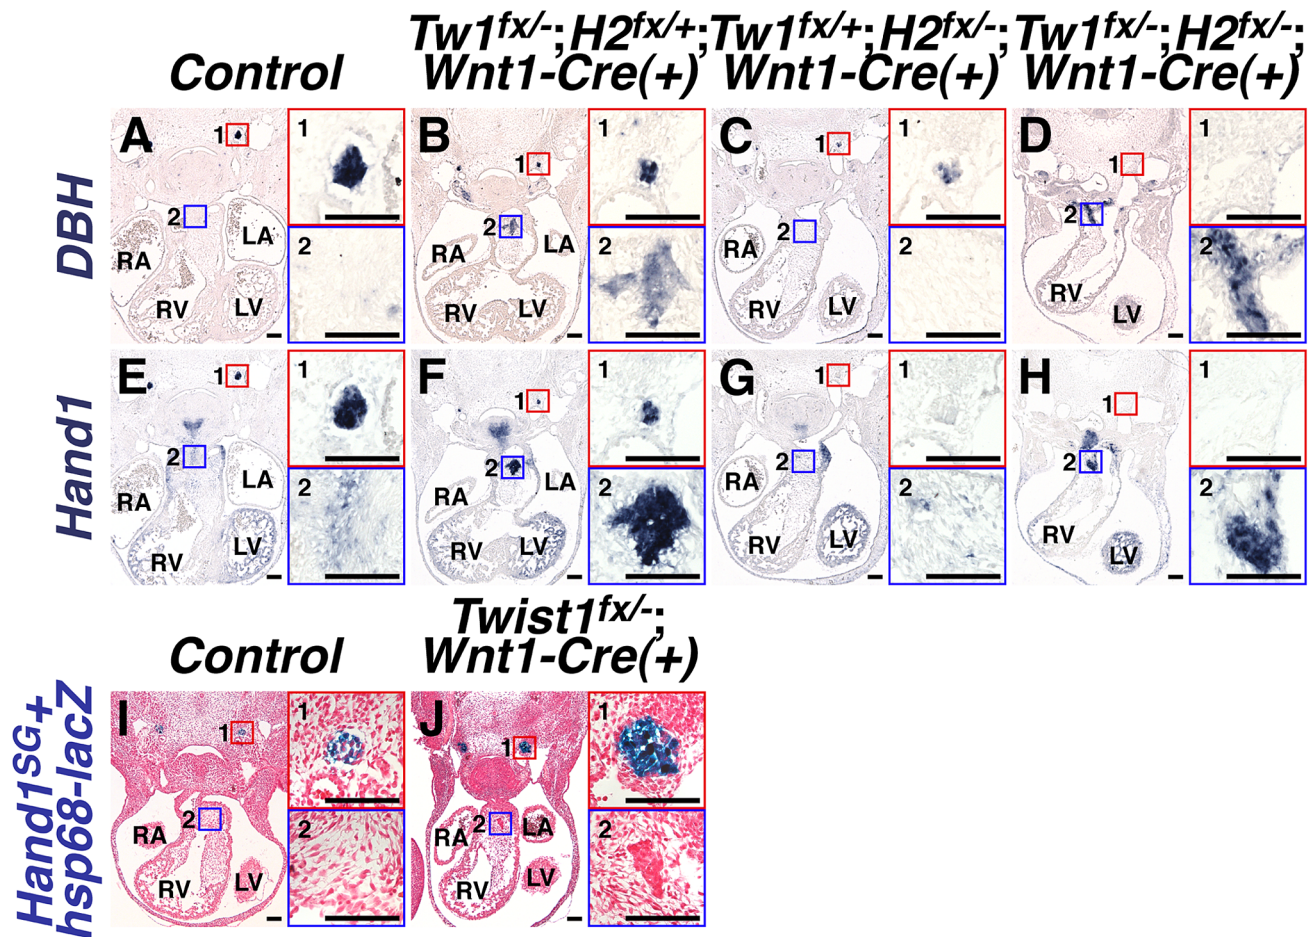 Tw1fx/-;H2fx/+; Tw1fx/+;H2fx/-; Tw1fx/-;H2fx/-;
Control Wnt1-Cre(+) Wnt1-Cre(+) Wnt1-Cre(+)
DBH
A 1 2 RA LA RV LV 1 2
B 1 2 RA LA RV LV 1 2
C 1 2 RA RV LV 1 2
D 1 2 RV LV 1 2
Hand1
E 1 2 RA LA RV LV 1 2
F 1 2 RA LA RV LV 1 2
G 1 2 RA RV LV 1 2
H 1 2 RV LV 1 2
Twist1fx/-;
Control Wnt1-Cre(+)
Hand1SG+
hsp68-lacZ
I 1 2 RA RV LV 1 2
J 1 2 RA LA RV LV 1 2